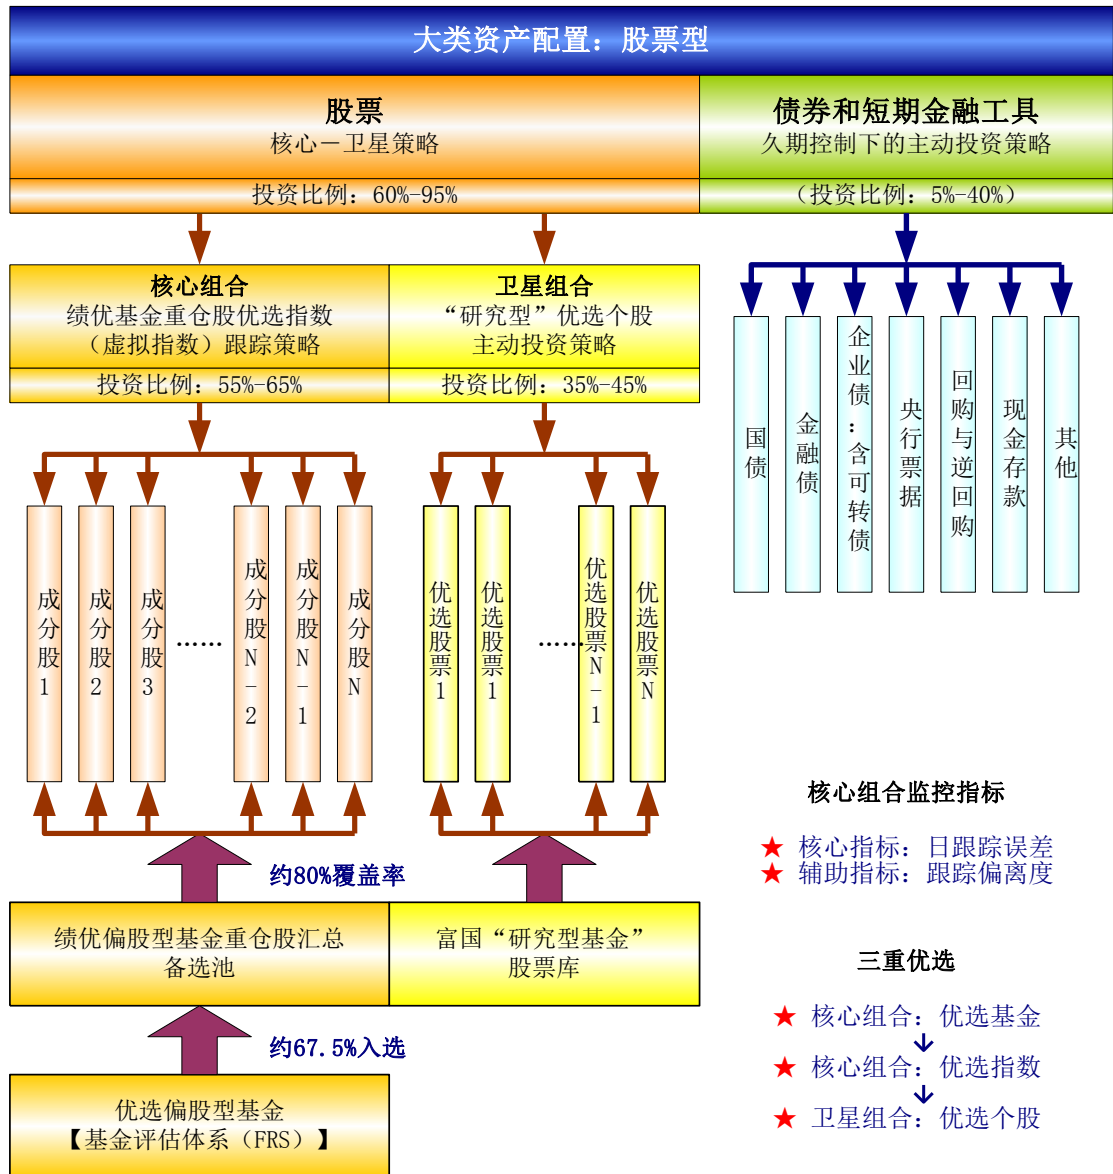 大类资产配置：股票型
股票
核心－卫星策略
投资比例：60%-95%
债券和短期金融工具
久期控制下的主动投资策略
（投资比例：5%-40%）
核心组合
绩优基金重仓股优选指数
（虚拟指数）跟踪策略
投资比例：55%-65%
卫星组合
“研究型”优选个股
主动投资策略
投资比例：35%-45%
国债
金融债
企业债：含可转债
央行票据
回购与逆回购
现金存款
其他
成分股1
成分股2
成分股3
……
成分股N-2
成分股N-1
成分股N
优选股票1
优选股票1
……
优选股票N-1
优选股票N
约80%覆盖率
绩优偏股型基金重仓股汇总
备选池
富国“研究型基金”
股票库
约67.5%入选
优选偏股型基金
【基金评估体系（FRS）】
核心组合监控指标
★ 核心指标：日跟踪误差
★ 辅助指标：跟踪偏离度
三重优选
★ 核心组合：优选基金
↓
★ 核心组合：优选指数
↓
★ 卫星组合：优选个股